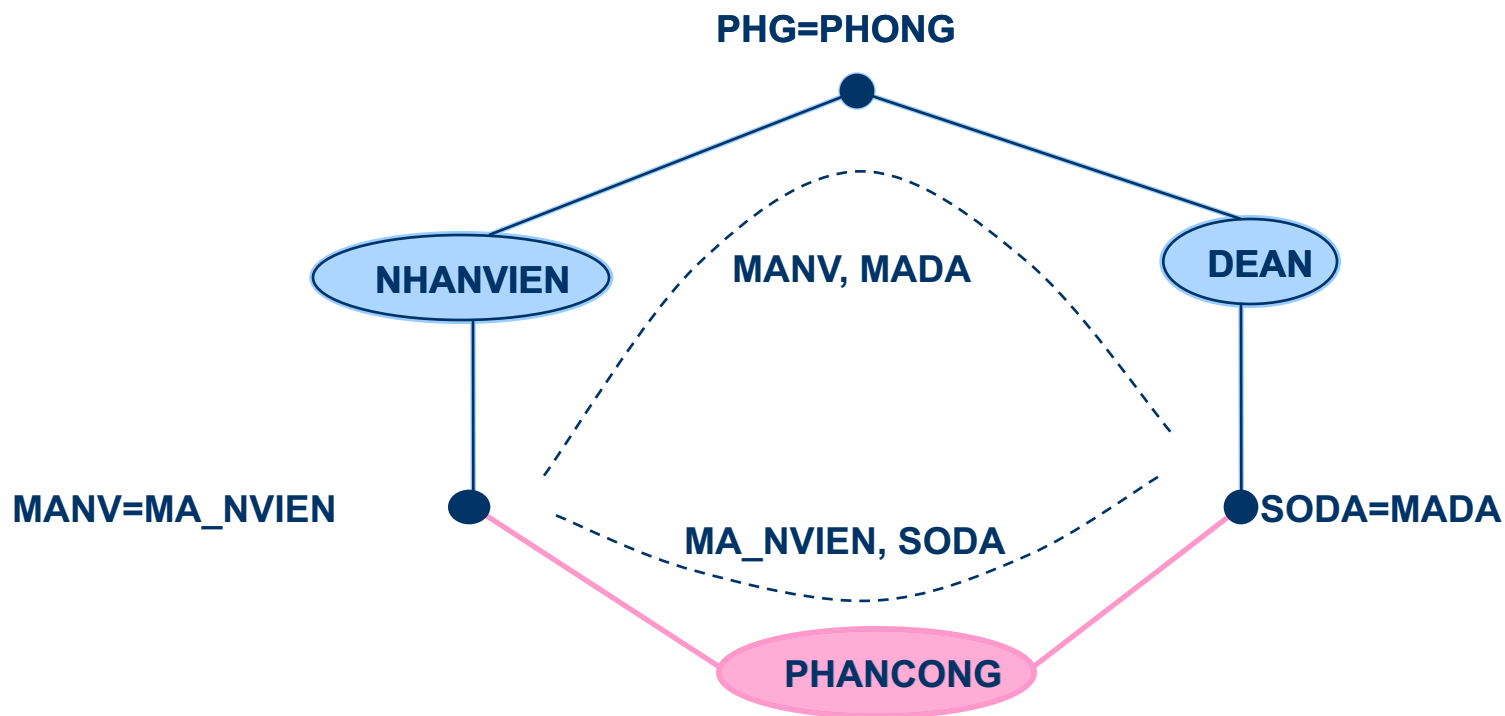 PHG=PHONG
NHANVIEN
MANV, MADA
DEAN
MANV=MA_NVIEN
MA_NVIEN, SODA
SODA=MADA
PHANCONG